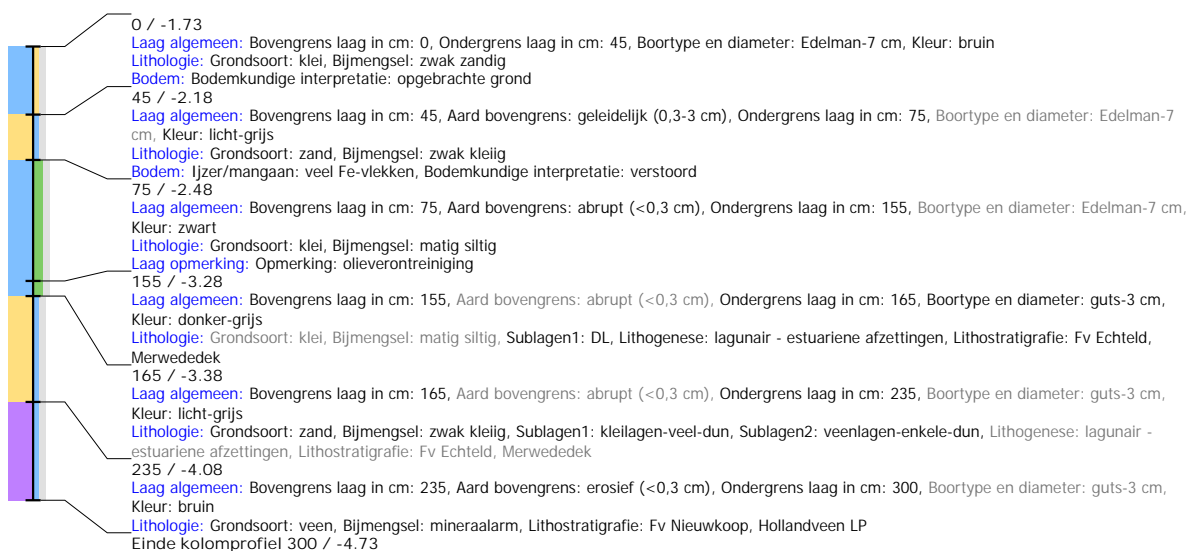 0 / -1.73
Laag algemeen: Bovengrens laag in cm: 0, Ondergrens laag in cm: 45, Boortype en diameter: Edelman-7 cm, Kleur: bruin
Lithologie: Grondsoort: klei, Bijmengsel: zwak zandig
Bodem: Bodemkundige interpretatie: opgebrachte grond
45 / -2.18
Laag algemeen: Bovengrens laag in cm: 45, Aard bovengrens: geleidelijk (0,3-3 cm), Ondergrens laag in cm: 75, Boortype en diameter: Edelman-7
cm, Kleur: licht-grijs
Lithologie: Grondsoort: zand, Bijmengsel: zwak kleiig
Bodem: Ijzer/mangaan: veel Fe-vlekken, Bodemkundige interpretatie: verstoord
75 / -2.48
Laag algemeen: Bovengrens laag in cm: 75, Aard bovengrens: abrupt (<0,3 cm), Ondergrens laag in cm: 155, Boortype en diameter: Edelman-7 cm,
Kleur: zwart
Lithologie: Grondsoort: klei, Bijmengsel: matig siltig
Laag opmerking: Opmerking: olieverontreiniging
155 / -3.28
Laag algemeen: Bovengrens laag in cm: 155, Aard bovengrens: abrupt (<0,3 cm), Ondergrens laag in cm: 165, Boortype en diameter: guts-3 cm,
Kleur: donker-grijs
Lithologie: Grondsoort: klei, Bijmengsel: matig siltig, Sublagen1: DL, Lithogenese: lagunair - estuariene afzettingen, Lithostratigrafie: Fv Echteld,
Merwededek
165 / -3.38
Laag algemeen: Bovengrens laag in cm: 165, Aard bovengrens: abrupt (<0,3 cm), Ondergrens laag in cm: 235, Boortype en diameter: guts-3 cm,
Kleur: licht-grijs
Lithologie: Grondsoort: zand, Bijmengsel: zwak kleiig, Sublagen1: kleilagen-veel-dun, Sublagen2: veenlagen-enkele-dun, Lithogenese: lagunair -
estuariene afzettingen, Lithostratigrafie: Fv Echteld, Merwededek
235 / -4.08
Laag algemeen: Bovengrens laag in cm: 235, Aard bovengrens: erosief (<0,3 cm), Ondergrens laag in cm: 300, Boortype en diameter: guts-3 cm,
Kleur: bruin
Lithologie: Grondsoort: veen, Bijmengsel: mineraalarm, Lithostratigrafie: Fv Nieuwkoop, Hollandveen LP
Einde kolomprofiel 300 / -4.73